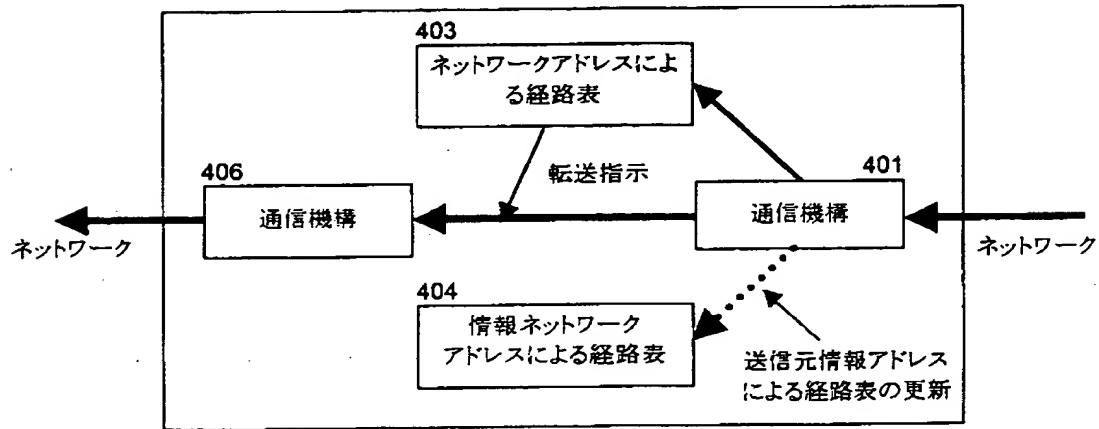 403
ネットワークアドレスによ
る経路表
転送指示
406
通信機構
401
通信機構
ネットワーク
ネットワーク
404
情報ネットワーク
アドレスによる経路表
送信元情報アドレス
による経路表の更新